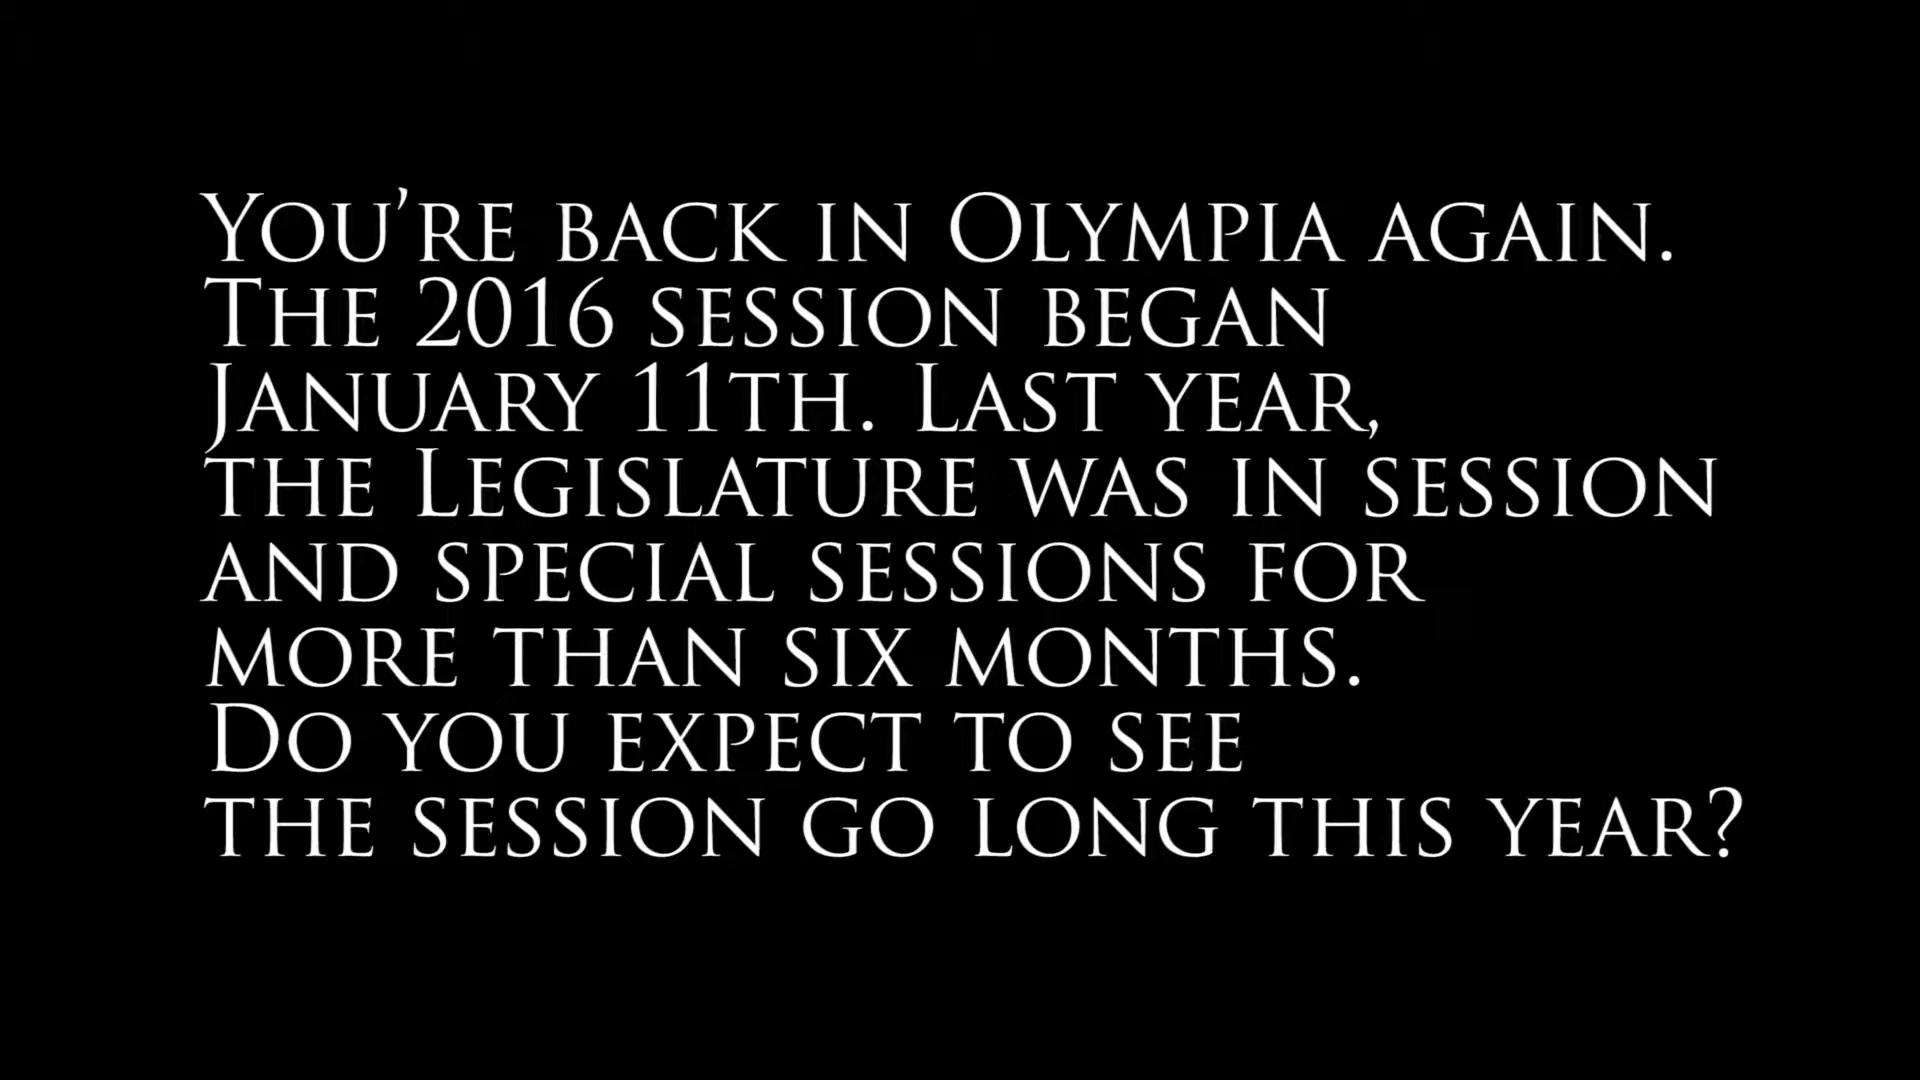 You’re back in Olympia again.
The 2016 session began
January 11th. Last year,
the Legislature was in session
and special sessions for
more than six months.
Do you expect to see
the session go long this year?